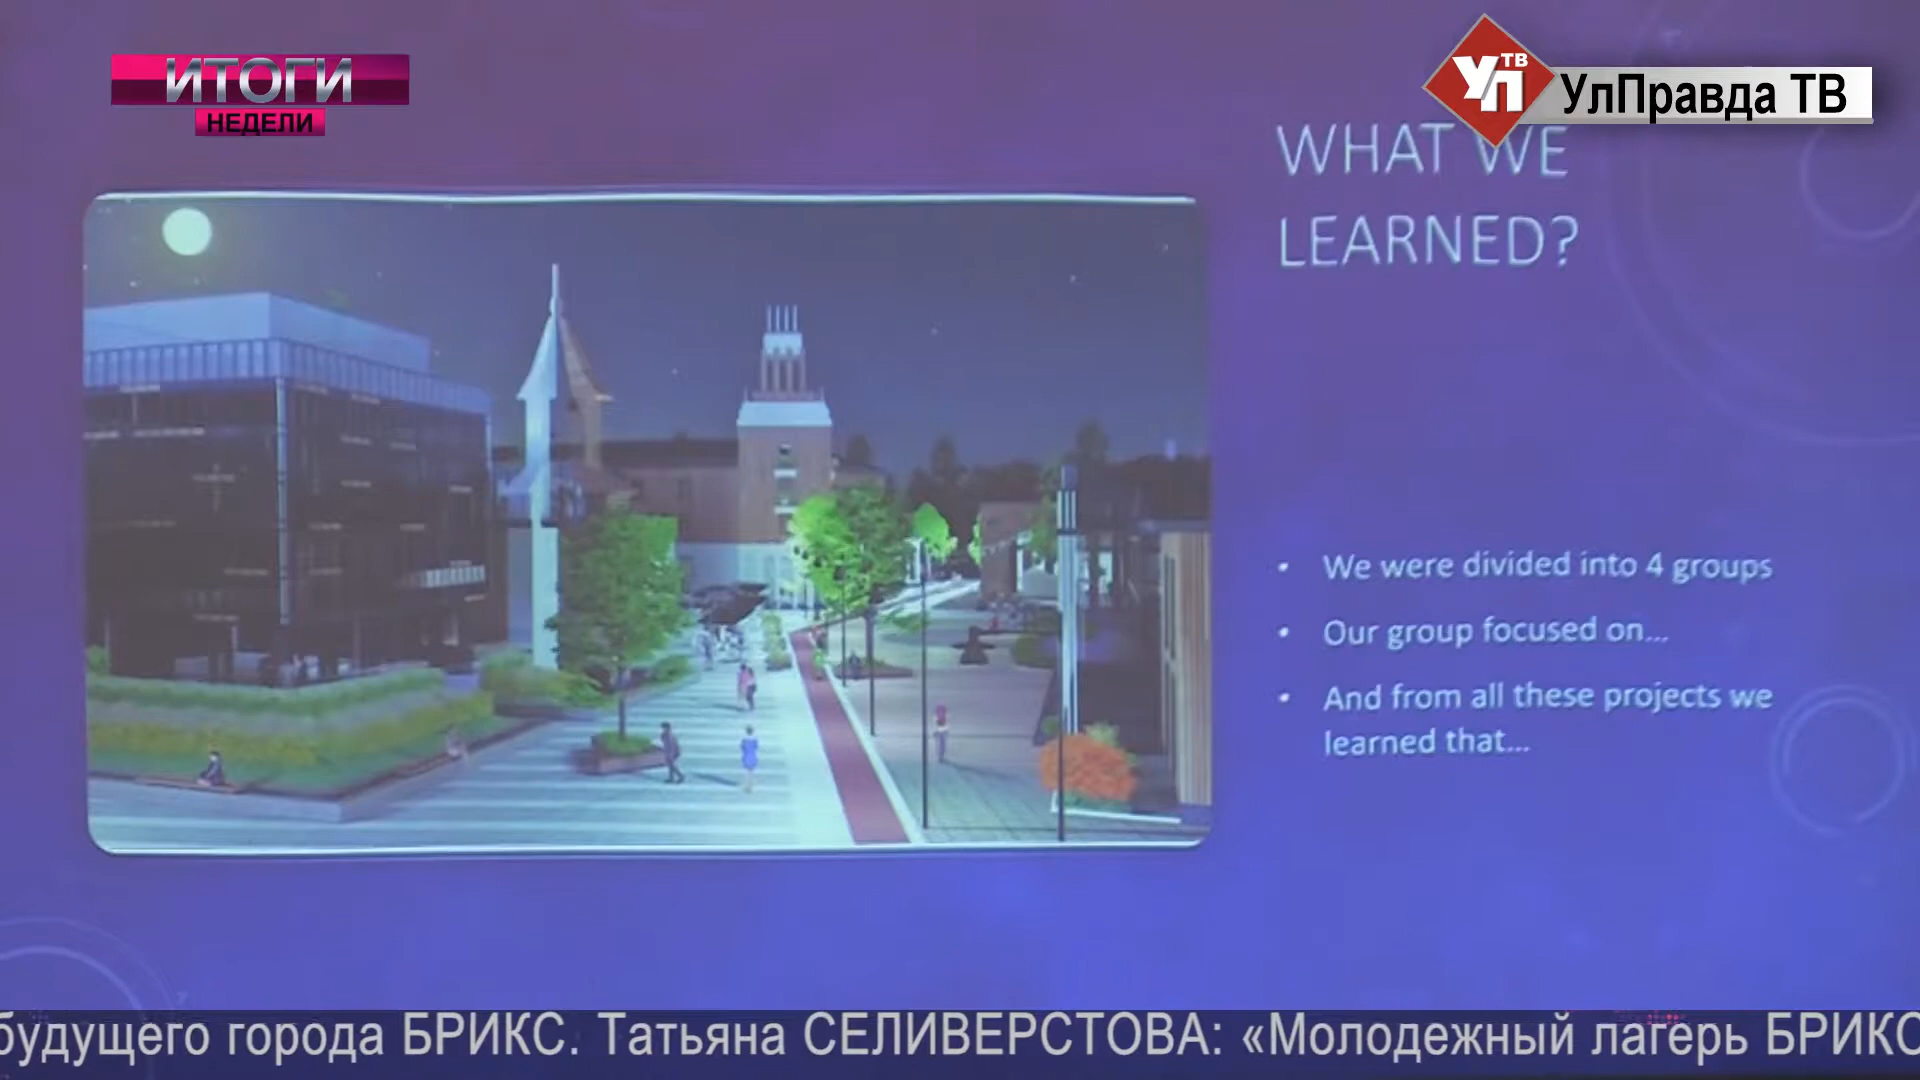 ИТОГИ
НЕДЕЛИ
УП ТВ
УлПравда ТВ
WHAT WE
LEARNED?
• We were divided into 4 groups
• Our group focused on...
• And from all these projects we
learned that...
будущего города БРИКС. Татьяна СЕЛИВЕРСТОВА: «Молодежный лагерь БРИКС